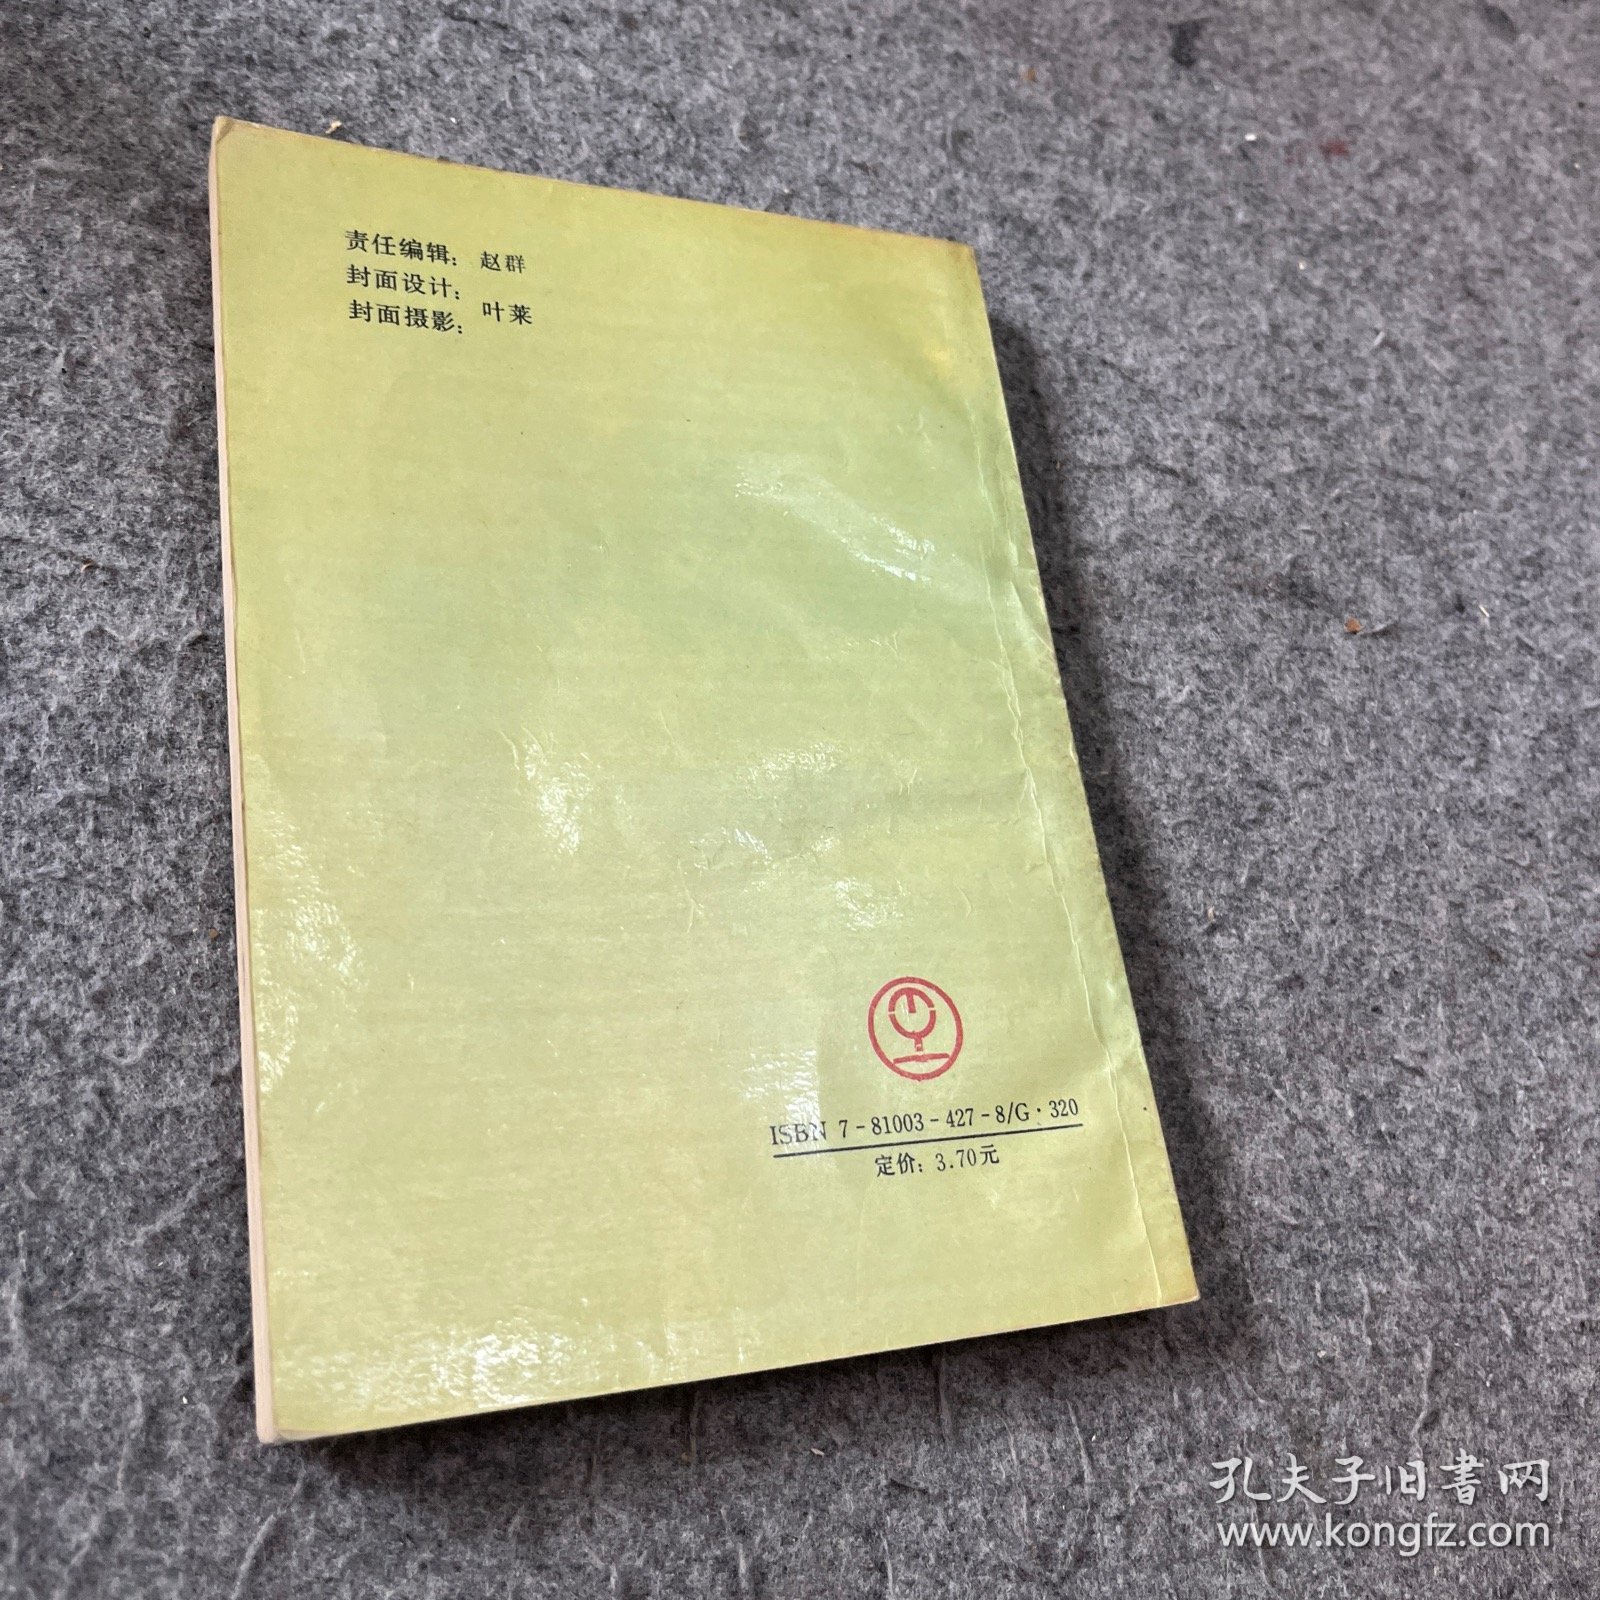 责任编辑：赵群
封面设计：
封面摄影：叶莱
ISBN 7-81003-427-8/G·320
定价：3.70元
孔夫子旧书网
www.kongfz.com